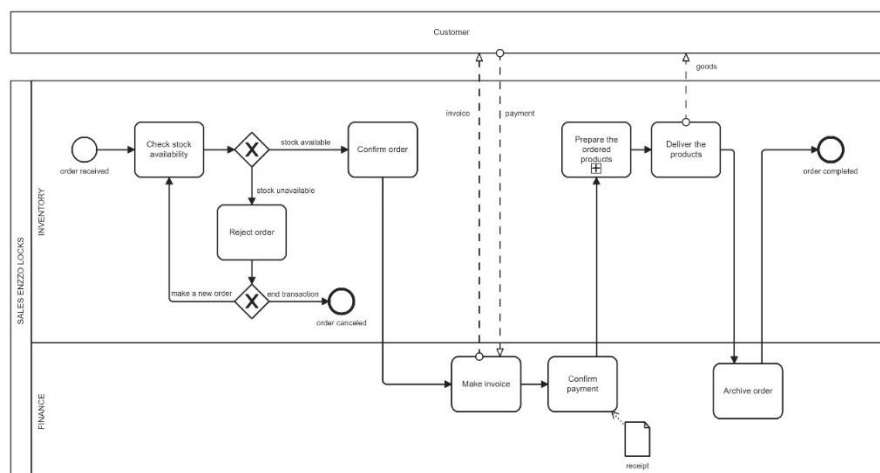 Customer
invoice
payment
goods
SALES ENZZO LOCKS
INVENTORY
order received
Check stock
availability
stock available
Confirm order
stock unavailable
Reject order
make a new order
end transaction
order canceled
Prepare the
ordered
products
Deliver the
products
order completed
FINANCE
Make invoice
Confirm
payment
receipt
Archive order